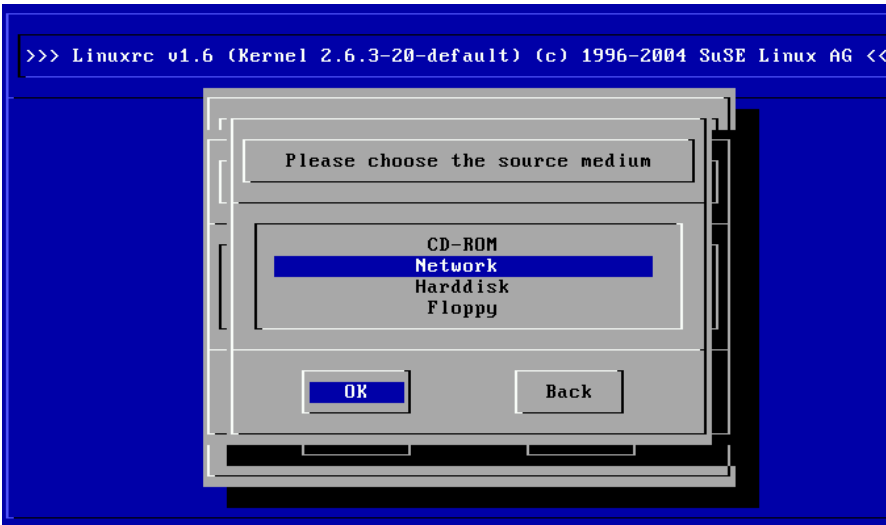 >>> Linuxrc v1.6 (Kernel 2.6.3-20-default) (c) 1996-2004 SuSE Linux AG <<
Please choose the source medium
CD-ROM
Network
Harddisk
Floppy
OK Back